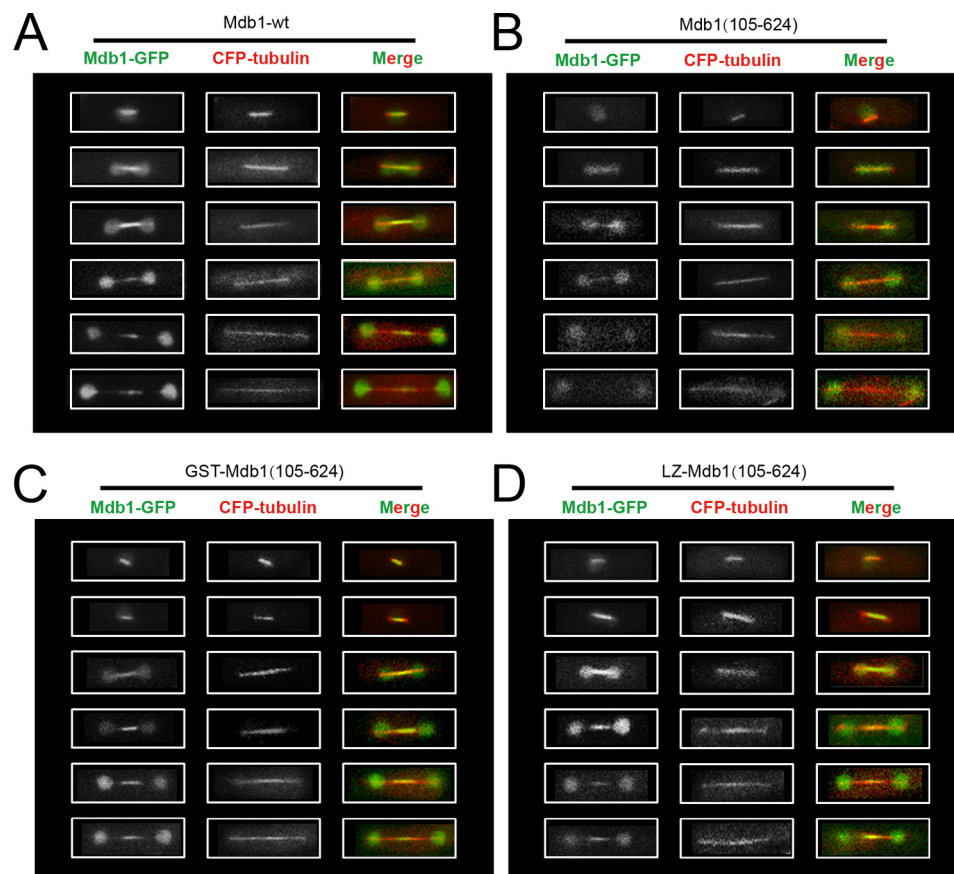 A
Mdb1-wt
Mdb1-GFP CFP-tubulin Merge
B
Mdb1(105-624)
Mdb1-GFP CFP-tubulin Merge
C
GST-Mdb1(105-624)
Mdb1-GFP CFP-tubulin Merge
D
LZ-Mdb1(105-624)
Mdb1-GFP CFP-tubulin Merge